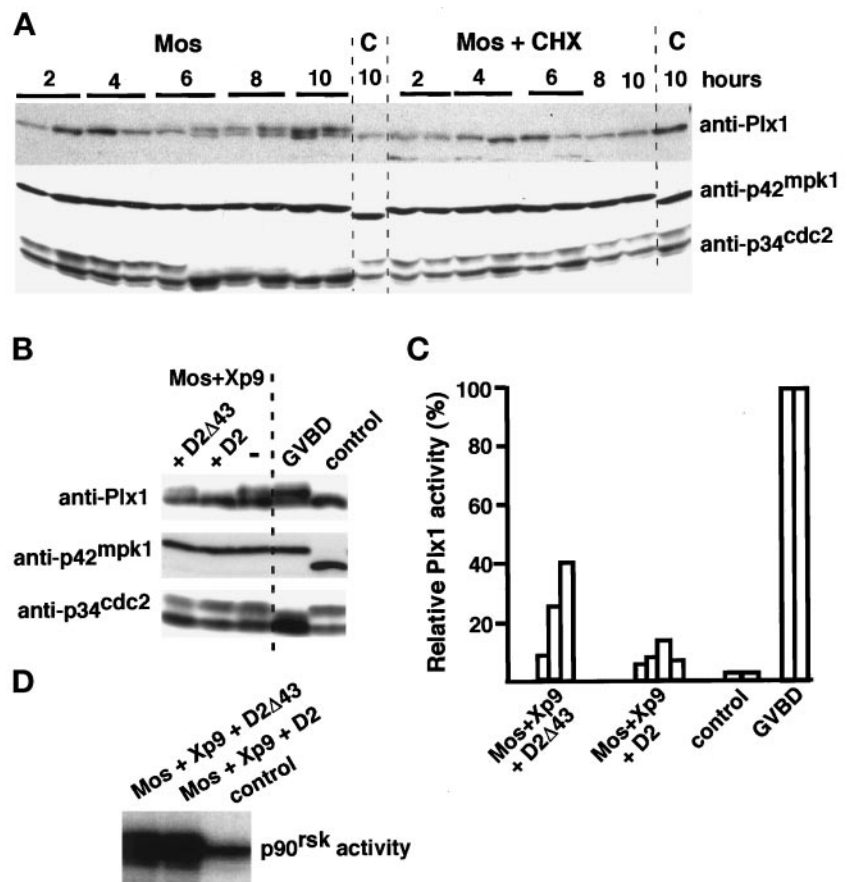 A
Mos C Mos + CHX C
2 4 6 8 10 10 2 4 6 8 10 10 hours
anti-Plx1
anti-p42mpk1
anti-p34cdc2
B
Mos+Xp9
+ D2Δ43
+ D2
-
GVBD
control
anti-Plx1
anti-p42mpk1
anti-p34cdc2
C
Relative Plx1 activity (%)
100
80
60
40
20
Mos+Xp9
+ D2Δ43
Mos+Xp9
+ D2
control
GVBD
D
Mos + Xp9 + D2Δ43
Mos + Xp9 + D2
control
p90rsk activity